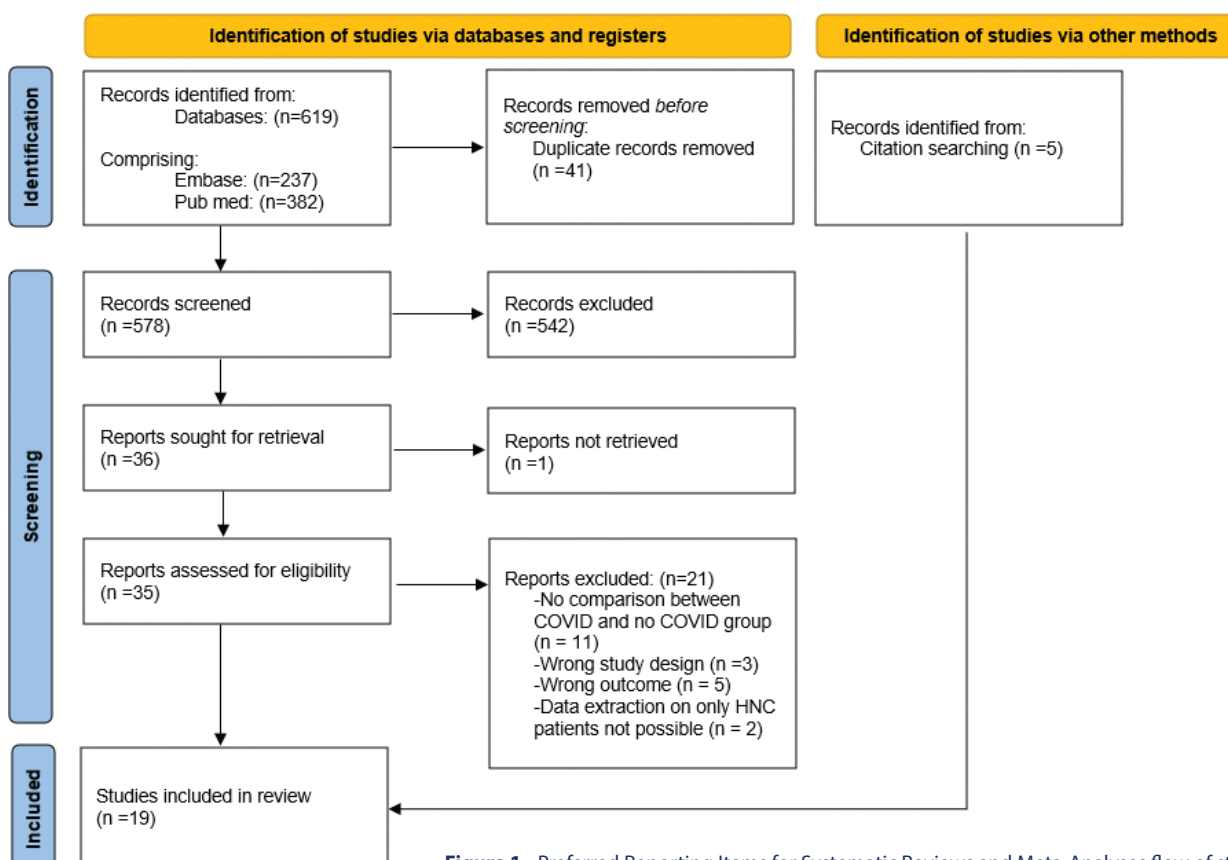 Identification of studies via databases and registers
Identification of studies via other methods
Identification
Records identified from:
Databases: (n=619)
Comprising:
Embase: (n=237)
Pub med: (n=382)
Records removed before
screening:
Duplicate records removed
(n =41)
Records identified from:
Citation searching (n =5)
Screening
Records screened
(n =578)
Records excluded
(n =542)
Reports sought for retrieval
(n =36)
Reports not retrieved
(n =1)
Reports assessed for eligibility
(n =35)
Reports excluded: (n=21)
-No comparison between
COVID and no COVID group
(n = 11)
-Wrong study design (n =3)
-Wrong outcome (n = 5)
-Data extraction on only HNC
patients not possible (n = 2)
Included
Studies included in review
(n =19)
Figure 1. Preferred Reporting Items for Systematic Reviews and Meta-Analyses flow of